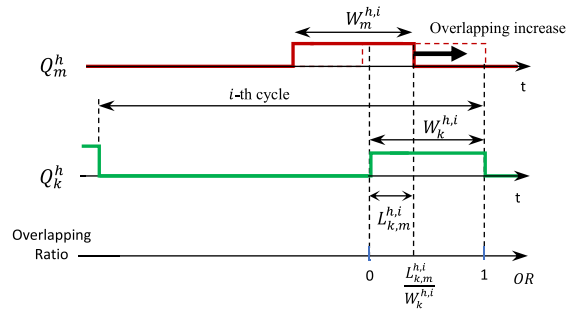 W_m^{h,i}
Overlapping increase
Q_m^h
t
i-th cycle
W_k^{h,i}
Q_k^h
t
L_{k,m}^{h,i}
Overlapping
Ratio
0
L_{k,m}^{h,i} / W_k^{h,i}
1
OR